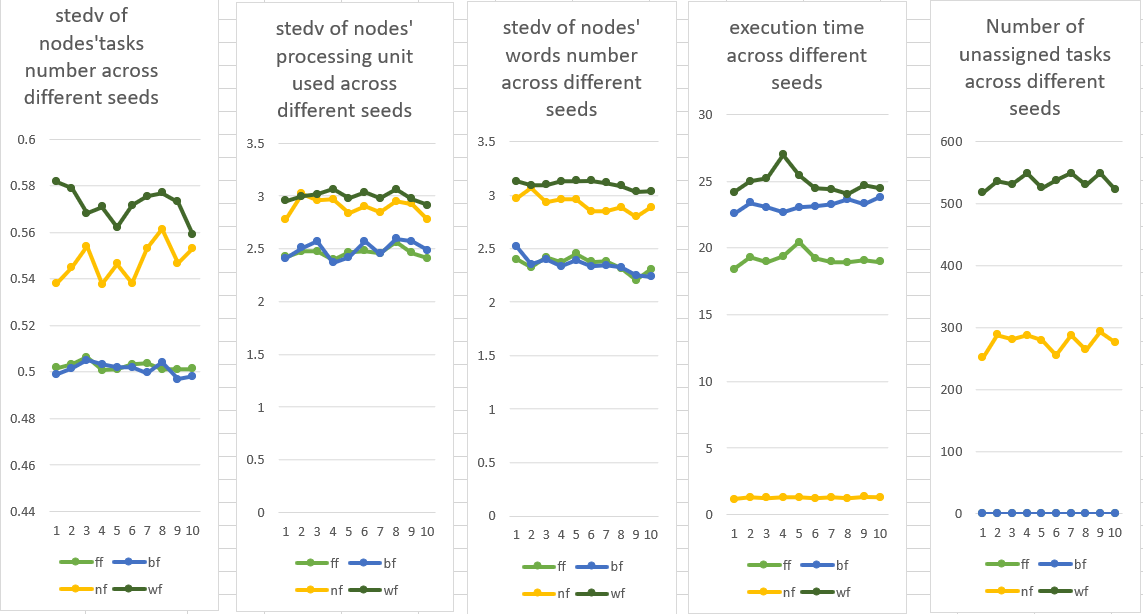 stedv of
nodes'tasks
number across
different seeds
0.6
0.58
0.56
0.54
0.52
0.5
0.48
0.46
0.44
1 2 3 4 5 6 7 8 9 10
ff bf
nf wf
stedv of nodes'
processing unit
used across
different seeds
3.5
3
2.5
2
1.5
1
0.5
0
1 2 3 4 5 6 7 8 9 10
ff bf
nf wf
stedv of nodes'
words number
across different
seeds
3.5
3
2.5
2
1.5
1
0.5
0
1 2 3 4 5 6 7 8 9 10
ff bf
nf wf
execution time
across different
seeds
30
25
20
15
10
5
0
1 2 3 4 5 6 7 8 9 10
ff bf
nf wf
Number of
unassigned tasks
across different
seeds
600
500
400
300
200
100
0
1 2 3 4 5 6 7 8 9 10
ff bf
nf wf